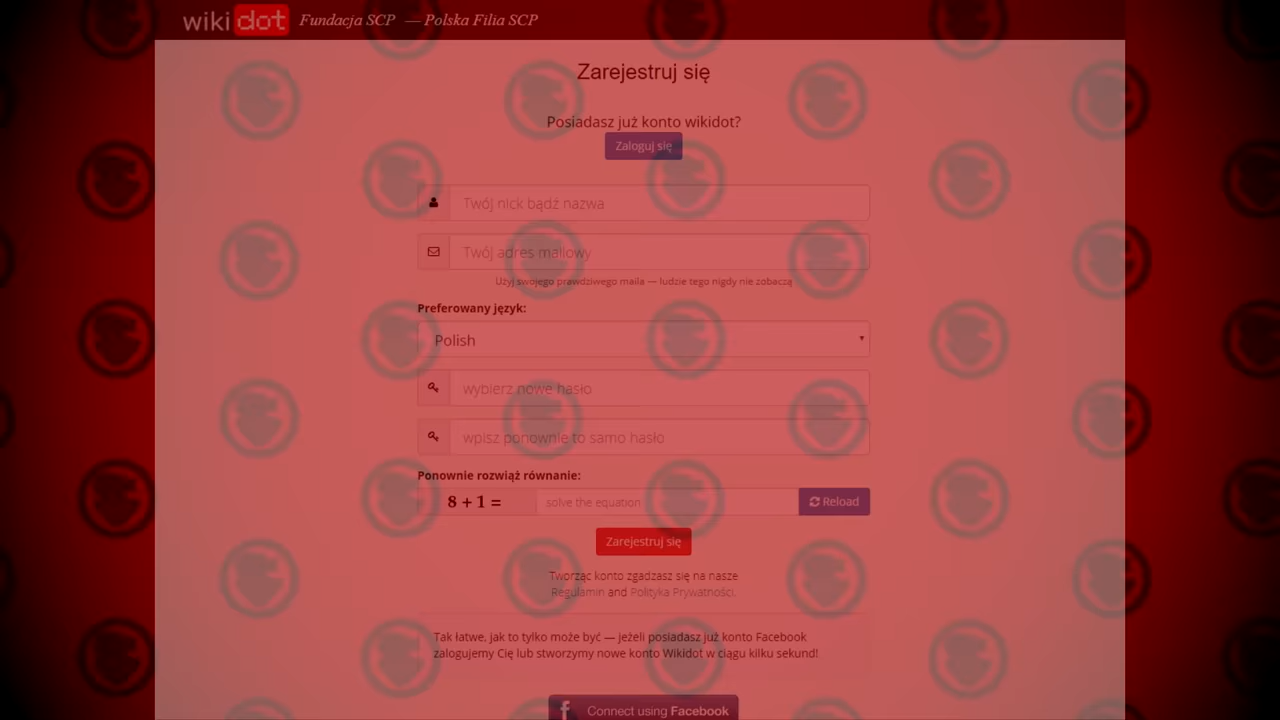 wikidot Fundacja SCP — Polska Filia SCP
Zarejestruj się
Posiadasz już konto wikidot?
Zaloguj się
Twój nick bądź nazwa
Twój adres maliowy
Użyj swojego prawdziwego maila — ludzie tego nigdy nie zobaczą
Preferowany język:
Polish
wybierz nowe hasło
wpisz ponownie to samo hasło
Ponownie rozwiąż równanie:
8 + 1 = solve the equation Reload
Zarejestruj się
Tworząc konto zgadzasz się na nasze
Regulamin and Polityka Prywatności.
Tak łatwe, jak to tylko może być — jeżeli posiadasz już konto Facebook
zalogujemy Cię lub stworzymy nowe konto Wikidot w ciągu kilku sekund!
f Connect using Facebook